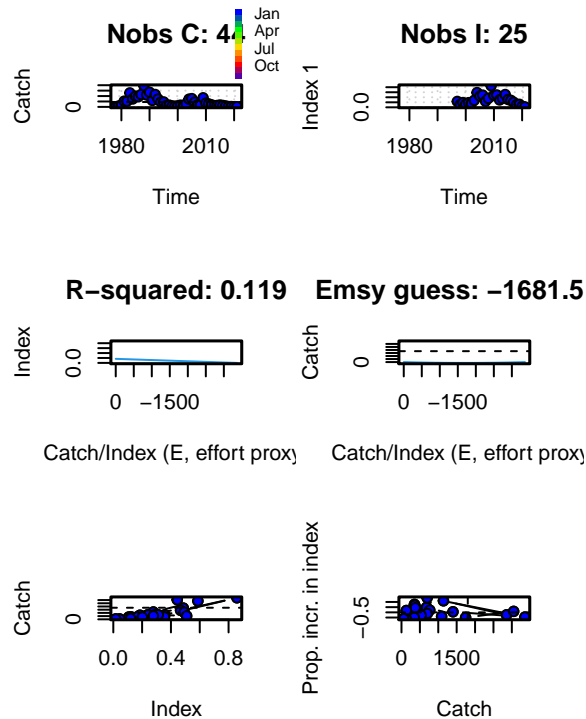 Nobs C: 44
Jan
Apr
Jul
Oct
Catch
0
1980 2010
Time
Nobs I: 25
Index 1
0.0
1980 2010
Time
R−squared: 0.119
Index
0.0
0 −1500
Catch/Index (E, effort proxy
Emsy guess: −1681.5
Catch
0
0 −1500
Catch/Index (E, effort proxy
Catch
0
0.0 0.4 0.8
Index
Prop. incr. in index
−0.5
0 1500
Catch